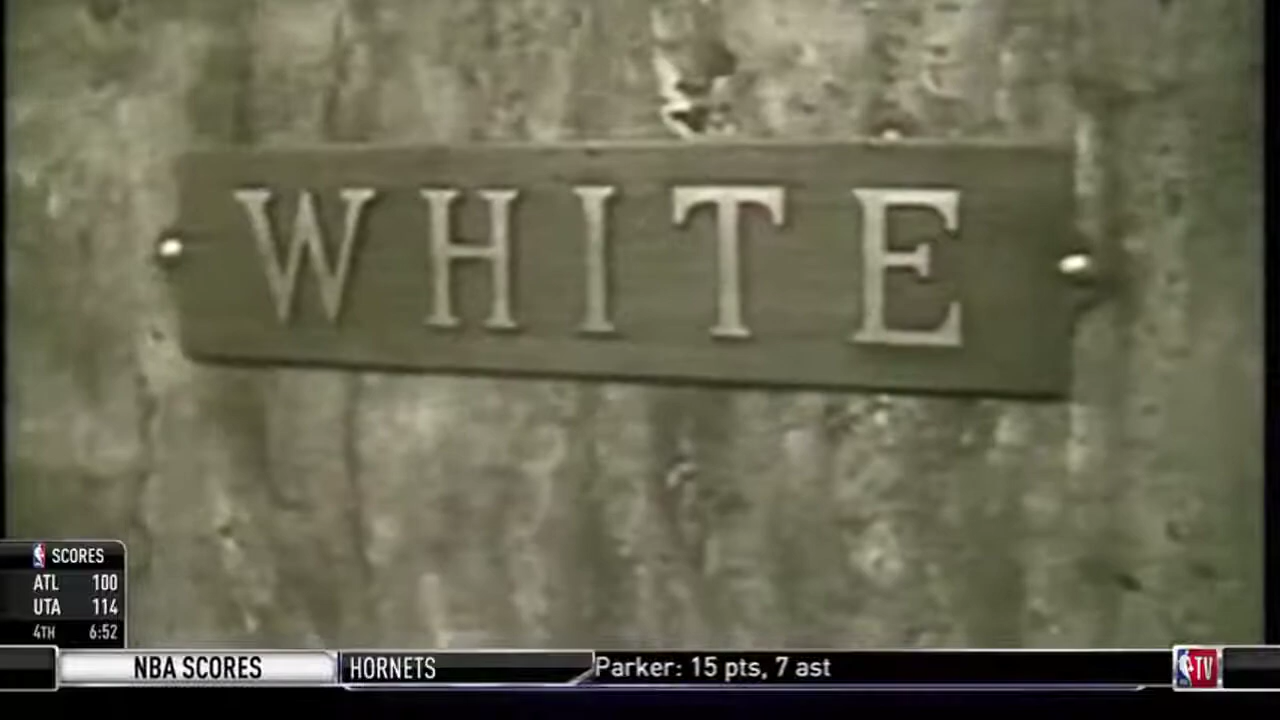 WHITE
SCORES
ATL 100
UTA 114
4TH 6:52
NBA SCORES HORNETS Parker: 15 pts, 7 ast TV